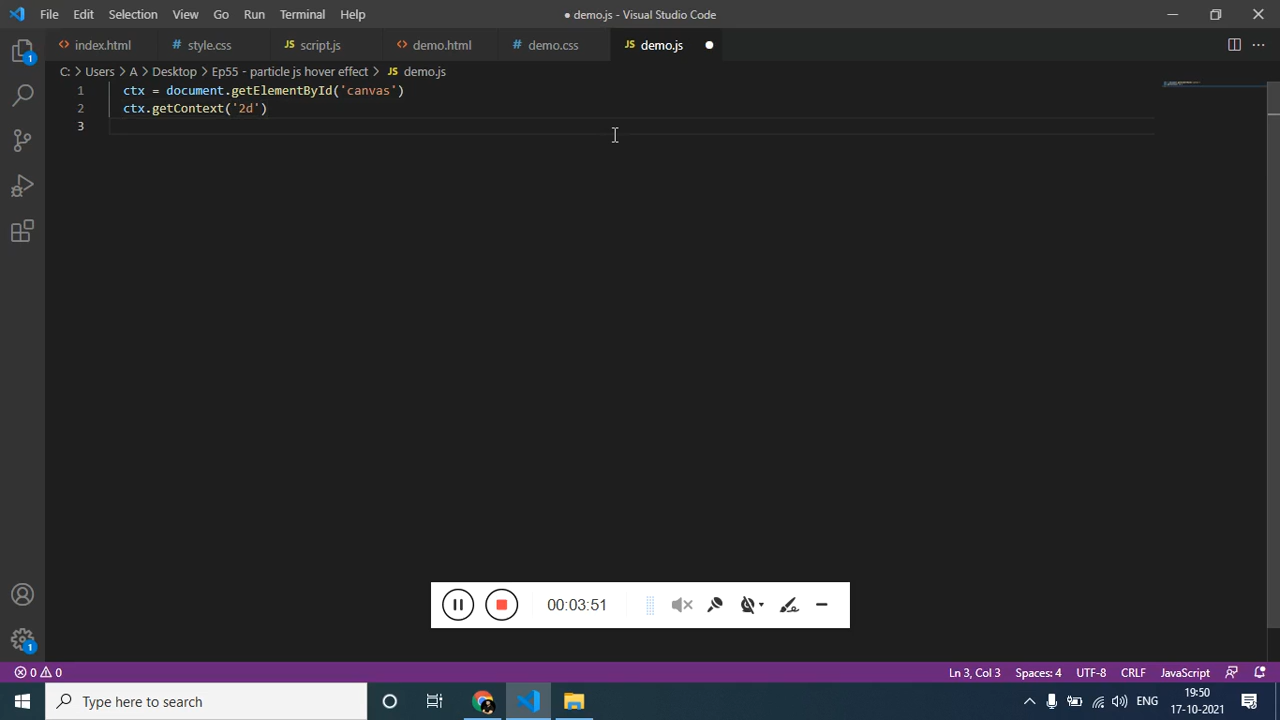 File Edit Selection View Go Run Terminal Help ● demo.js - Visual Studio Code
index.html # style.css JS script.js demo.html # demo.css JS demo.js
C: > Users > A > Desktop > Ep55 - particle js hover effect > JS demo.js
1 ctx = document.getElementById('canvas')
2 ctx.getContext('2d')
3
1
00:03:51
1
0 0 Ln 3, Col 3 Spaces: 4 UTF-8 CRLF JavaScript
Type here to search ENG 19:50
17-10-2021